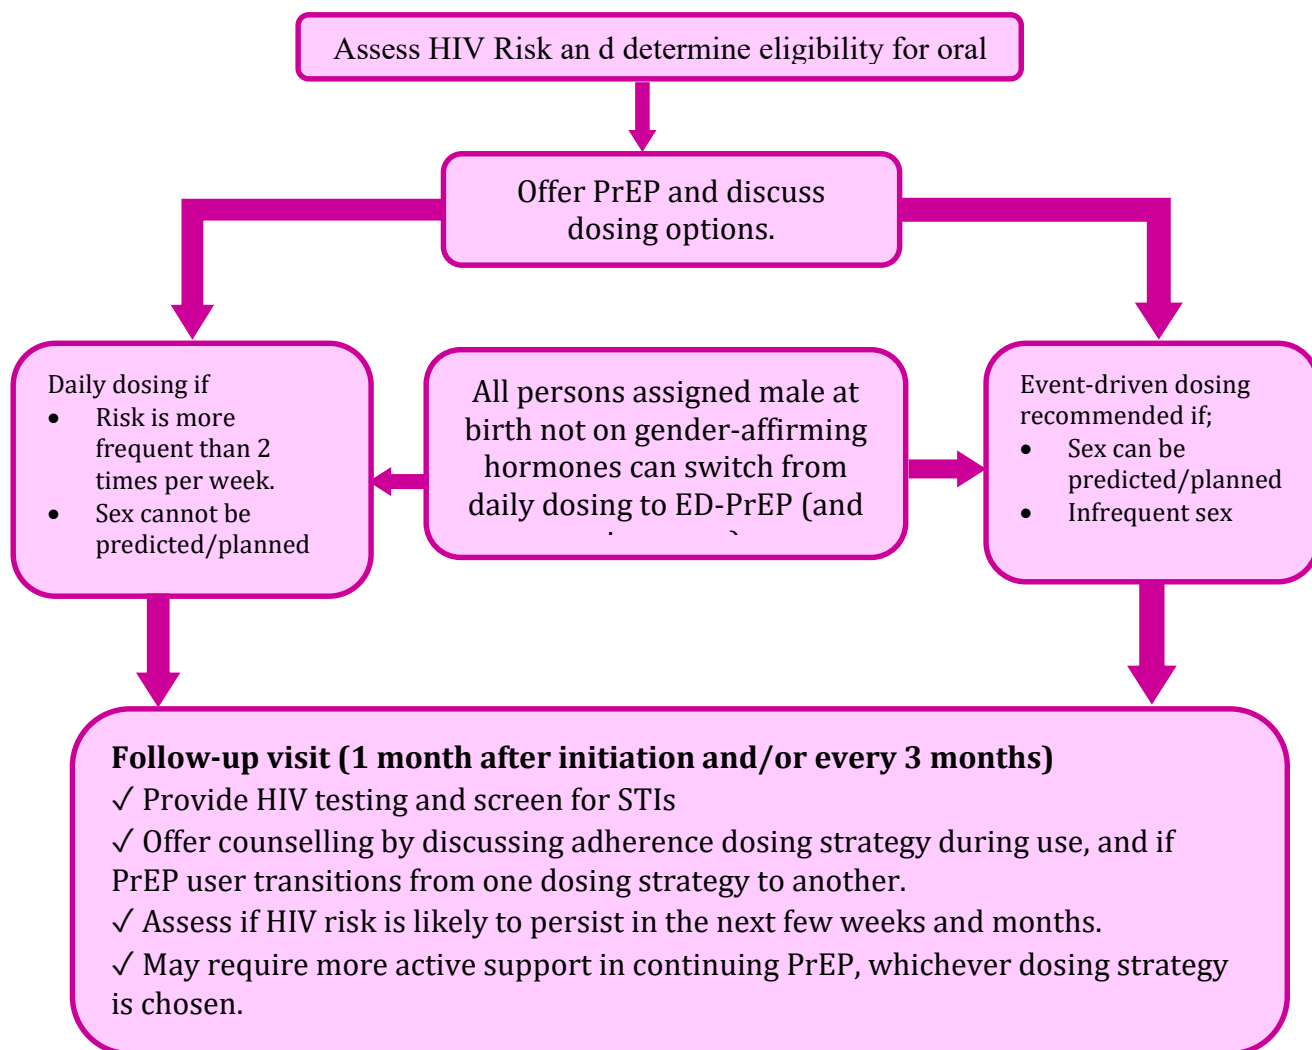 Assess HIV Risk an d determine eligibility for oral
Offer PrEP and discuss
dosing options.
Daily dosing if
• Risk is more
frequent than 2
times per week.
• Sex cannot be
predicted/planned
All persons assigned male at
birth not on gender-affirming
hormones can switch from
daily dosing to ED-PrEP (and
Event-driven dosing
recommended if;
• Sex can be
predicted/planned
• Infrequent sex
Follow-up visit (1 month after initiation and/or every 3 months)
✓ Provide HIV testing and screen for STIs
✓ Offer counselling by discussing adherence dosing strategy during use, and if
PrEP user transitions from one dosing strategy to another.
✓ Assess if HIV risk is likely to persist in the next few weeks and months.
✓ May require more active support in continuing PrEP, whichever dosing strategy
is chosen.